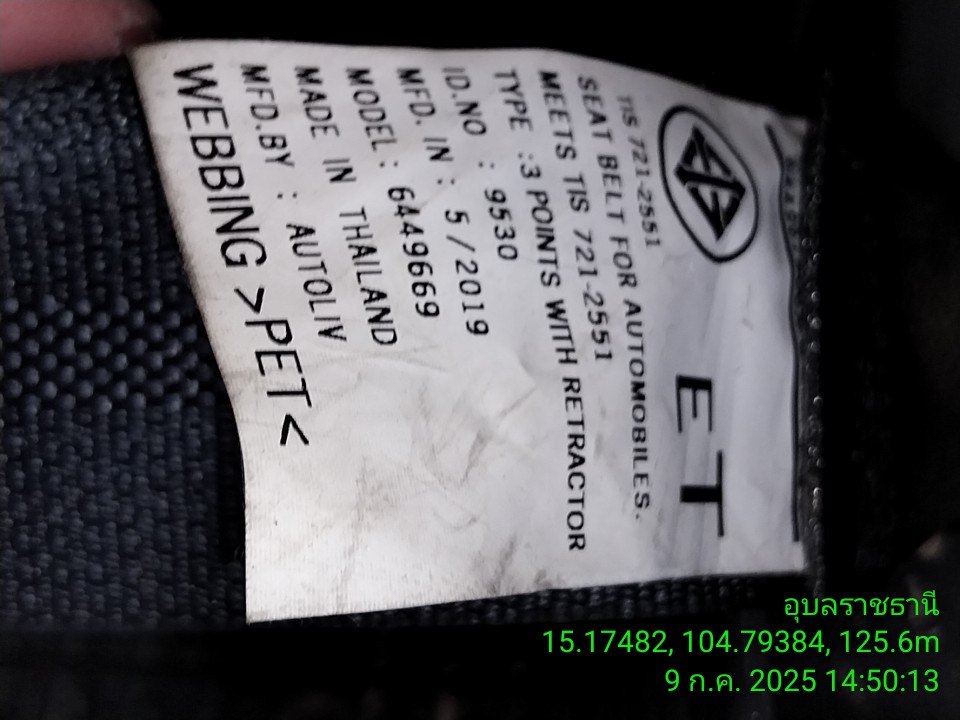 ET
TIS 721-2551
SEAT BELT FOR AUTOMOBILES.
MEETS TIS 721-2551
TYPE :3 POINTS WITH RETRACTOR
ID.NO : 9530
MFD. IN : 5/2019
MODEL : 6449669
MADE IN THAILAND
MFD.BY : AUTOLIV
WEBBING >PET<
อุบลราชธานี
15.17482, 104.79384, 125.6m
9 ก.ค. 2025 14:50:13